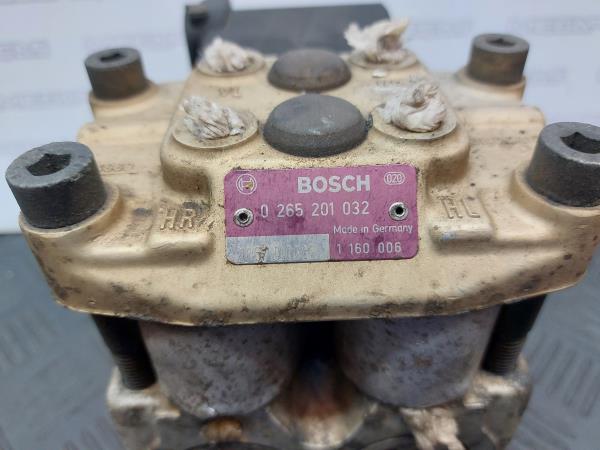 BOSCH
020
0 265 201 032
HR
HL
Made in Germany
1 160 006